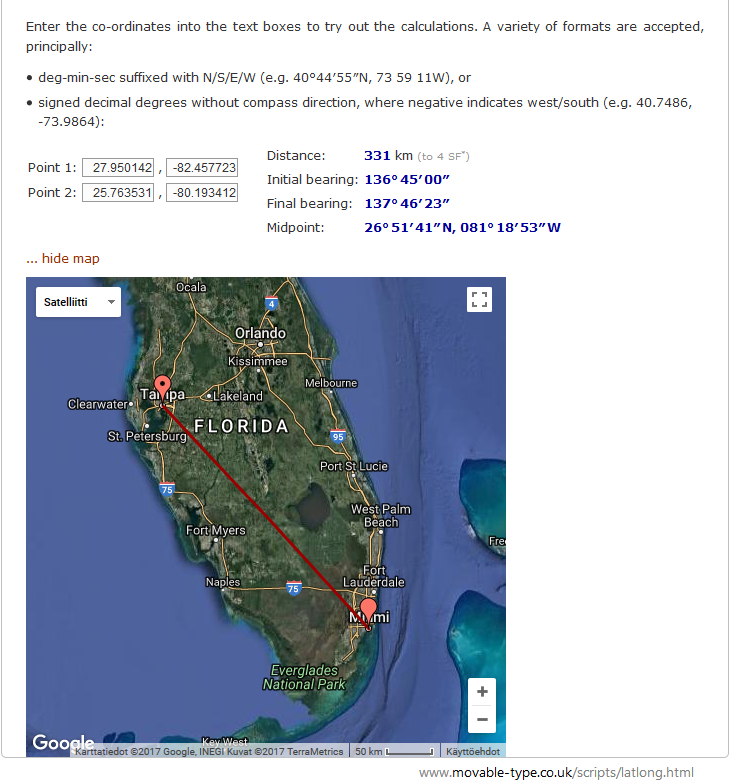 Enter the co-ordinates into the text boxes to try out the calculations. A variety of formats are accepted,
principally:
• deg-min-sec suffixed with N/S/E/W (e.g. 40°44′55″N, 73 59 11W), or
• signed decimal degrees without compass direction, where negative indicates west/south (e.g. 40.7486,
-73.9864):
Point 1: 27.950142 , -82.457723
Point 2: 25.763531 , -80.193412
Distance: 331 km (to 4 SF*)
Initial bearing: 136°45′00″
Final bearing: 137°46′23″
Midpoint: 26°51′41″N, 081°18′53″W
... hide map
Satelliitti
Ocala
4
Orlando
Kissimmee
Melbourne
Tampa
Lakeland
Clearwater
FLORIDA
St. Petersburg
95
Port St Lucie
75
West Palm
Beach
Fort Myers
Fre
Fort
Lauderdale
Naples
75
Miami
Everglades
National Park
+
−
Key West
Google
Karttatiedot ©2017 Google, INEGI Kuvat ©2017 TerraMetrics
50 km
Käyttöehdot
www.movable-type.co.uk/scripts/latlong.html